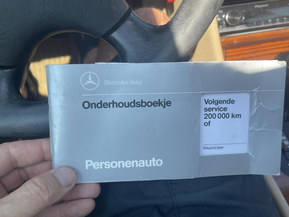 Mercedes-Benz
Onderhoudsboekje
Volgende
service
200 000 km
of
Personenauto